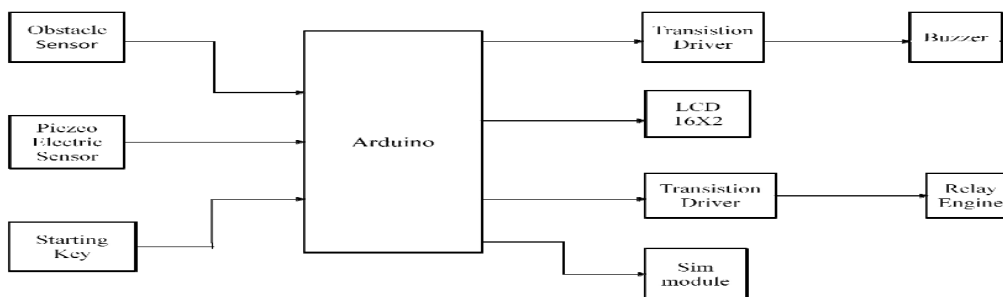 Obstacle
Sensor
Piezeo
Electric
Sensor
Starting
Key
Arduino
Transistion
Driver
Buzzer
LCD
16X2
Transistion
Driver
Relay
Engine
Sim
module